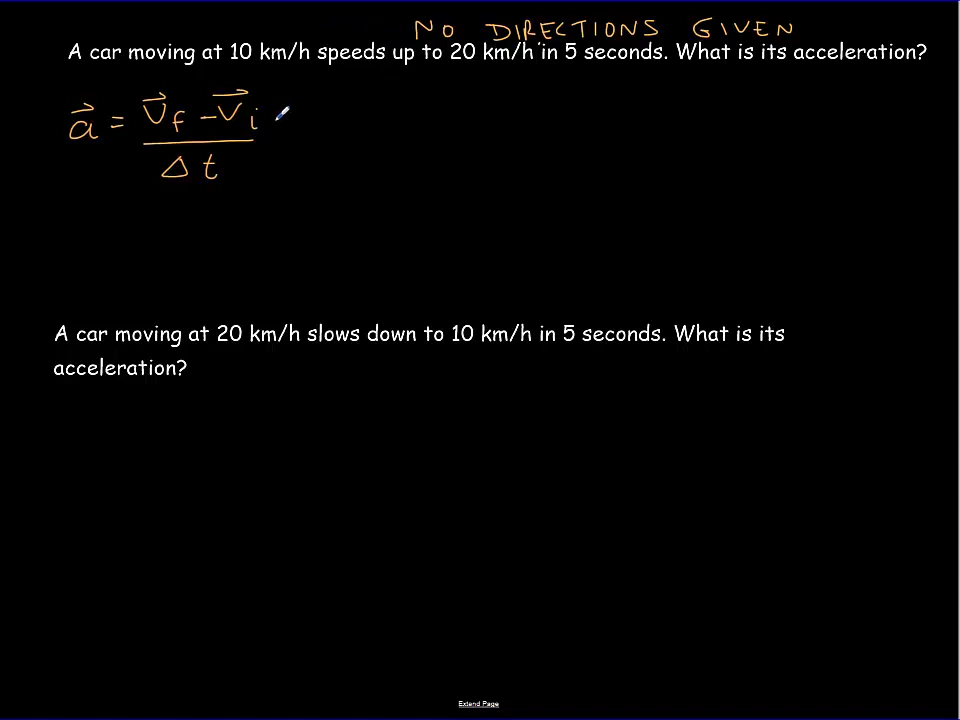 NO DIRECTIONS GIVEN
A car moving at 10 km/h speeds up to 20 km/h in 5 seconds. What is its acceleration?
a⃗ = (v⃗f - v⃗i) / Δt
A car moving at 20 km/h slows down to 10 km/h in 5 seconds. What is its
acceleration?
Extend Page